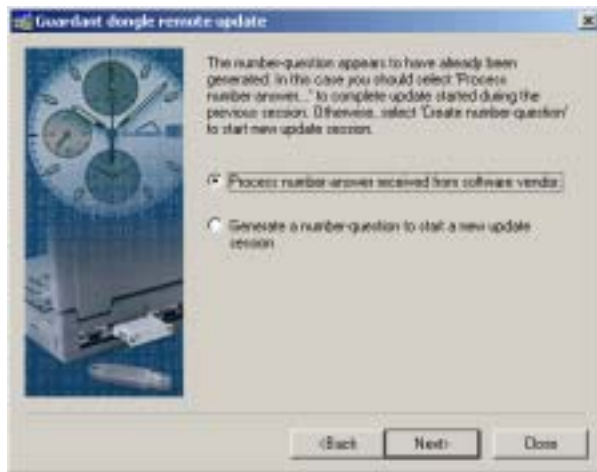 Guardant dongle remote update
The number-question appears to have already been
generated. In this case you should select 'Process
number answer...' to complete update started during the
previous session. Otherwise, select 'Create number-question'
to start new update session.
Process number-answer received from software vendor.
Generate a number-question to start a new update
session
<Back
Next>
Close